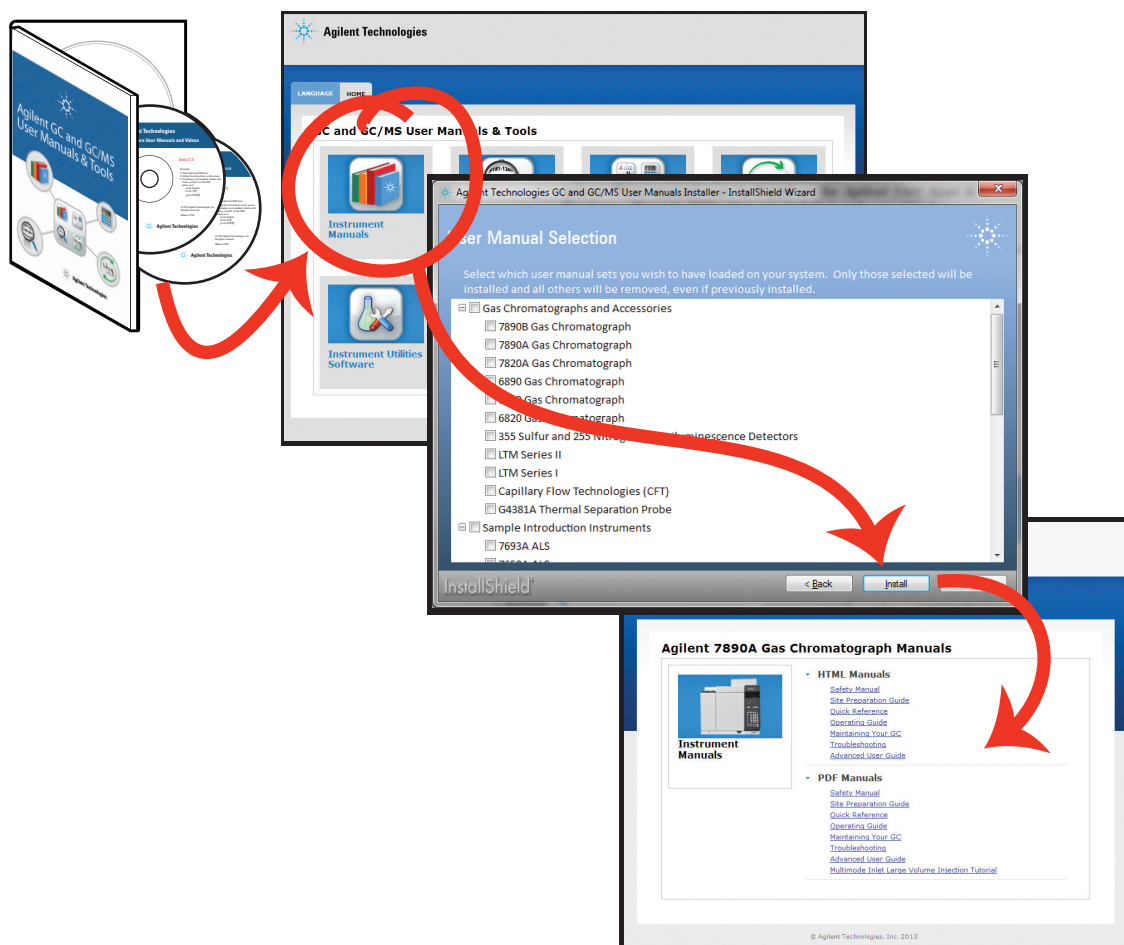 Agilent GC and GC/MS
User Manuals & Tools
Agilent Technologies
Agilent Technologies
Agilent Technologies
Agilent Technologies
LANGUAGE
HOME
GC and GC/MS User Manuals & Tools
Instrument
Manuals
Instrument Utilities
Software
Agilent Technologies GC and GC/MS User Manuals Installer - InstallShield Wizard
User Manual Selection
Select which user manual sets you wish to have loaded on your system. Only those selected will be
installed and all others will be removed, even if previously installed.
Gas Chromatographs and Accessories
7890B Gas Chromatograph
7890A Gas Chromatograph
7820A Gas Chromatograph
6890 Gas Chromatograph
Gas Chromatograph
6820 Gas Chromatograph
355 Sulfur and 255 Nitrogen Chemiluminescence Detectors
LTM Series II
LTM Series I
Capillary Flow Technologies (CFT)
G4381A Thermal Separation Probe
Sample Introduction Instruments
7693A ALS
InstallShield
< Back
Install
Agilent 7890A Gas Chromatograph Manuals
Instrument
Manuals
HTML Manuals
Safety Manual
Site Preparation Guide
Quick Reference
Operating Guide
Maintaining Your GC
Troubleshooting
Advanced User Guide
PDF Manuals
Safety Manual
Site Preparation Guide
Quick Reference
Operating Guide
Maintaining Your GC
Troubleshooting
Advanced User Guide
Multimode Inlet Large Volume Injection Tutorial
© Agilent Technologies. Inc. 2013